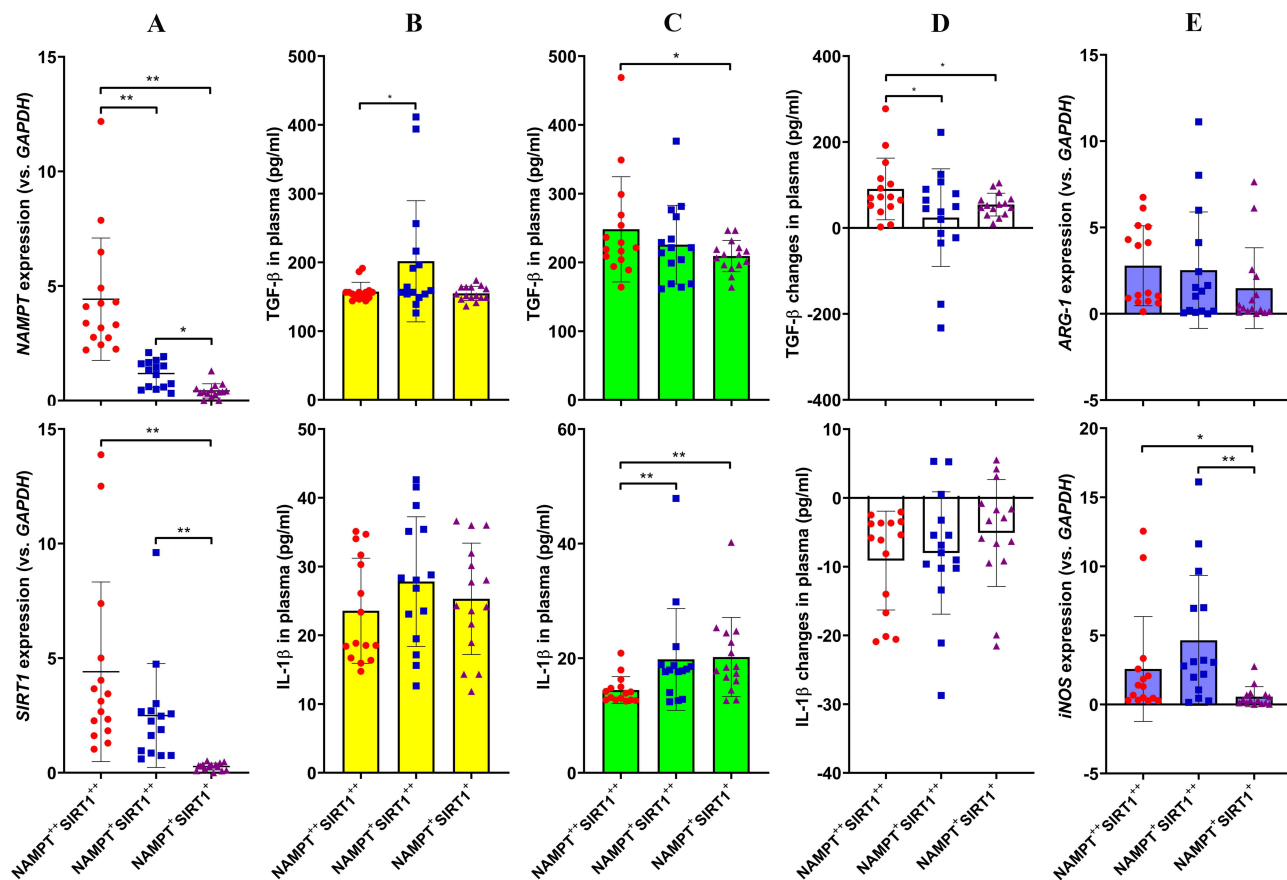 A
B
C
D
E
NAMPT expression (vs. GAPDH)
15
10
5
0
**
**
*
TGF-β in plasma (pg/ml)
500
400
300
200
100
0
*
TGF-β in plasma (pg/ml)
500
400
300
200
100
0
*
TGF-β changes in plasma (pg/ml)
400
200
0
-200
-400
*
*
ARG-1 expression (vs. GAPDH)
15
10
5
0
-5
SIRT1 expression (vs. GAPDH)
15
10
5
0
**
**
NAMPT++SIRT1++
NAMPT+SIRT1++
NAMPT+SIRT1+
IL-1β in plasma (pg/ml)
50
40
30
20
10
0
NAMPT++SIRT1++
NAMPT+SIRT1++
NAMPT+SIRT1+
IL-1β in plasma (pg/ml)
60
40
20
0
**
**
NAMPT++SIRT1++
NAMPT+SIRT1++
NAMPT+SIRT1+
IL-1β changes in plasma (pg/ml)
10
0
-10
-20
-30
-40
NAMPT++SIRT1++
NAMPT+SIRT1++
NAMPT+SIRT1+
iNOS expression (vs. GAPDH)
20
15
10
5
0
-5
*
**
NAMPT++SIRT1++
NAMPT+SIRT1++
NAMPT+SIRT1+